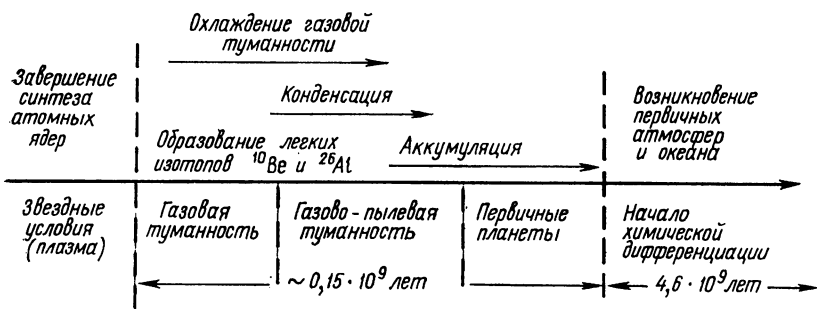 Охлаждение газовой
туманности
Завершение
синтеза
атомных
ядер
Конденсация
Возникновение
первичных
атмосфер
и океана
Образование легких
изотопов ¹⁰Be и ²⁶Al
Аккумуляция
Звездные
условия
(плазма)
Газовая
туманность
Газово-пылевая
туманность
Первичные
планеты
Начало
химической
дифференциации
~0,15·10⁹ лет
4,6·10⁹ лет